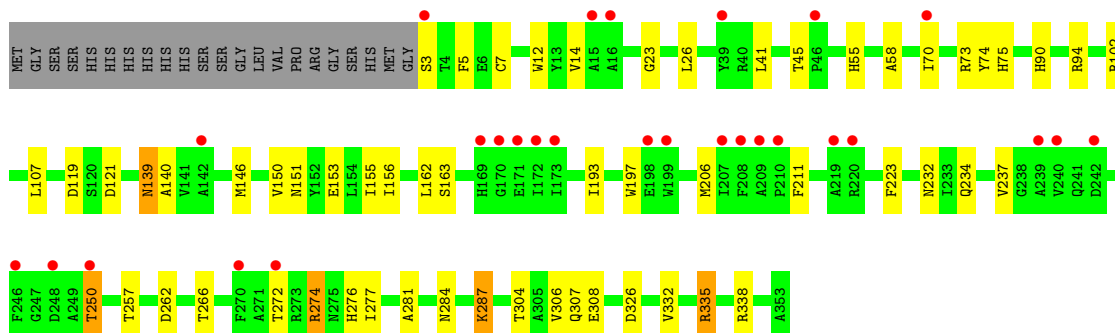 MET GLY SER SER HIS HIS HIS HIS HIS HIS SER SER GLY LEU VAL PRO ARG GLY SER HIS MET GLY S3 T4 F5 E6 C7 W12 Y13 V14 A15 A16 G23 L26 Y39 R40 L41 T45 P46 H55 A58 I70 R73 Y74 H75 H90 R94
L107 D119 S120 D121 N139 A140 V141 A142 M146 V150 N151 Y152 E153 L154 I155 I156 L162 S163 H169 G170 E171 I172 I173 I193 W197 E198 W199 M206 I207 F208 A209 P210 F211 A219 R220 F223 N232 I233 Q234 V237 G238 A239 V240 Q241 D242
F246 G247 D248 A249 T250 T257 D262 T266 F270 A271 T272 R273 R274 N275 H276 I277 A281 N284 K287 T304 A305 V306 Q307 E308 D326 V332 R335 R338 A353